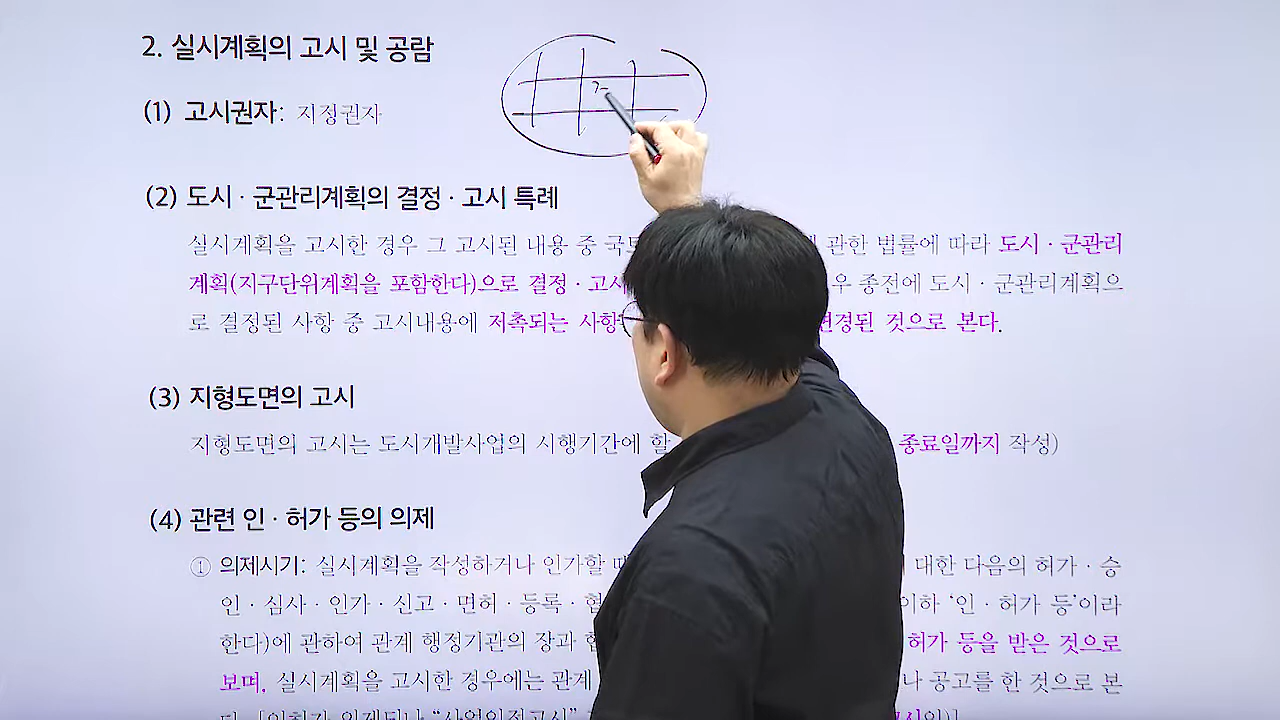 2. 실시계획의 고시 및 공람
(1) 고시권자: 지정권자
(2) 도시·군관리계획의 결정·고시 특례
실시계획을 고시한 경우 그 고시된 내용 중 관한 법률에 따라 도시·군관리
계획(지구단위계획을 포함한다)으로 결정·고시 종전에 도시·군관리계획으
로 결정된 사항 중 고시내용에 저촉되는 사항 변경된 것으로 본다.
(3) 지형도면의 고시
지형도면의 고시는 도시개발사업의 시행기간에 할 종료일까지 작성)
(4) 관련 인·허가 등의 의제
① 의제시기: 실시계획을 작성하거나 인가할 대한 다음의 허가·승
인·심사·인가·신고·면허·등록· 이하 '인·허가 등'이라
한다)에 관하여 관계 행정기관의 장과 허가 등을 받은 것으로
보며, 실시계획을 고시한 경우에는 관계 공고를 한 것으로 본